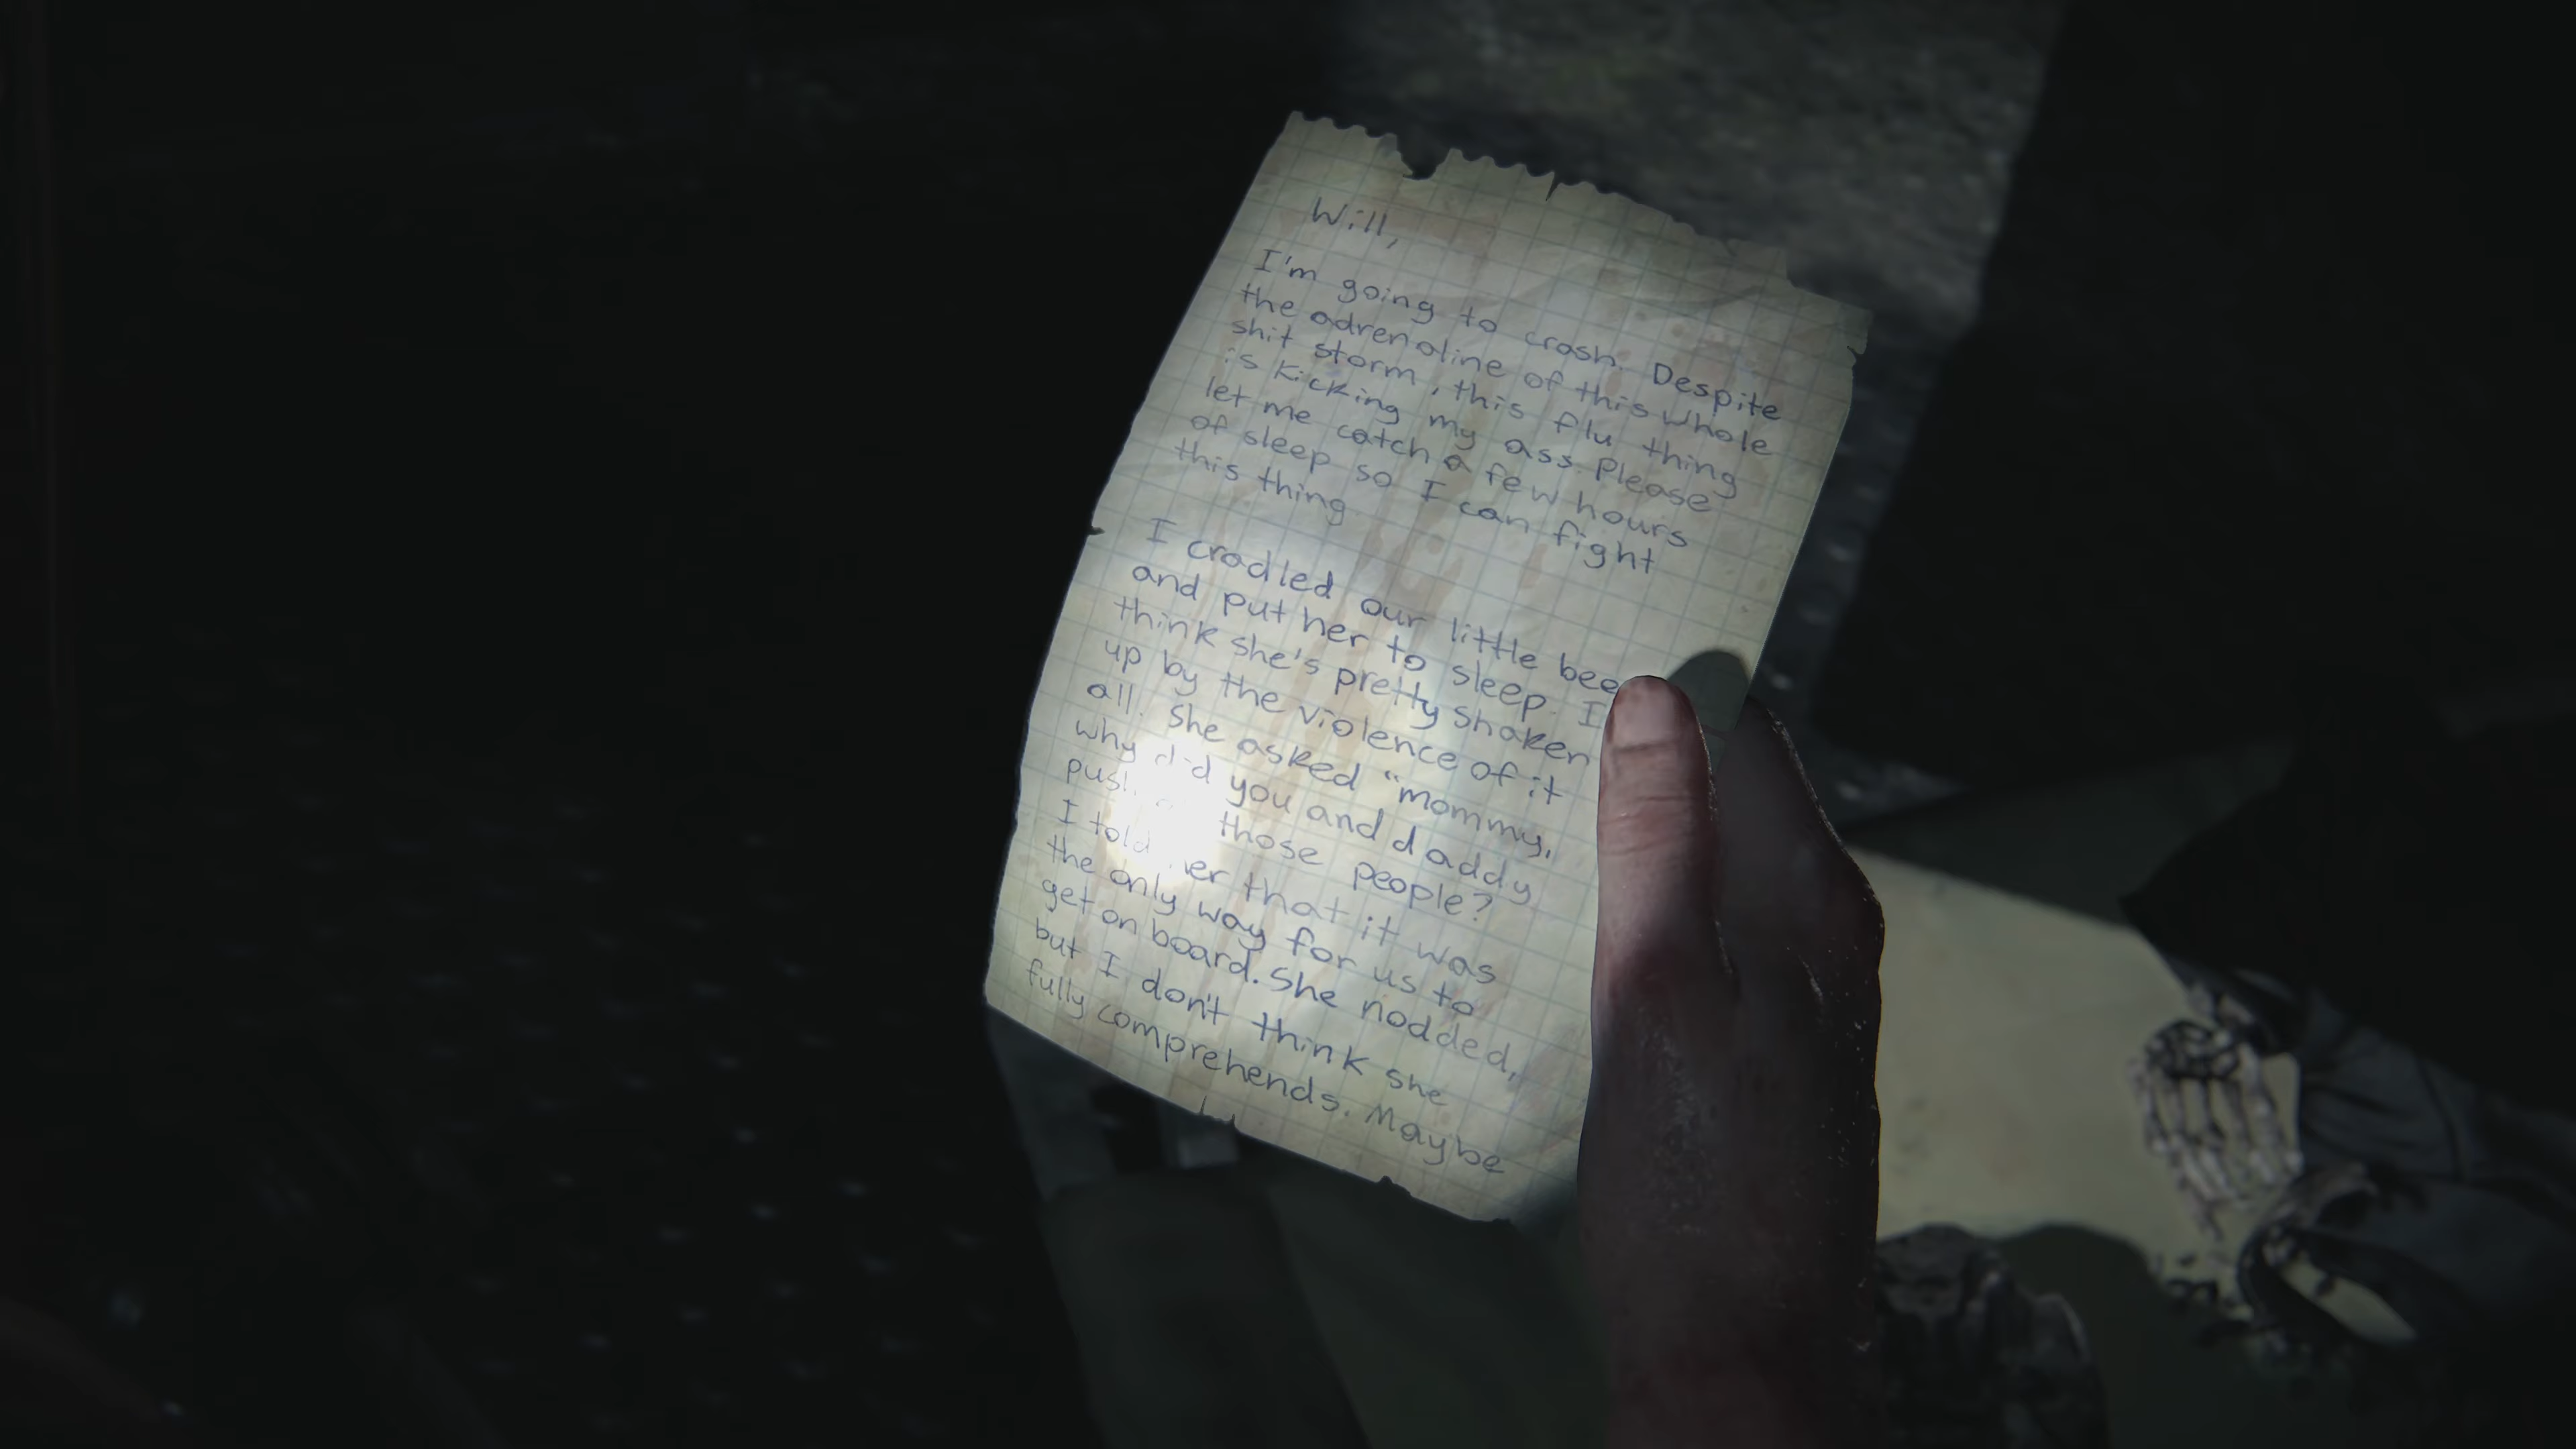 Will,
I'm going to crash. Despite
the adrenaline of this whole
shit storm, this flu thing
is kicking my ass. Please
let me catch a few hours
of sleep so I can fight
this thing
I cradled our little bee
and put her to sleep. I
think she's pretty shaken
up by the violence of it
all. She asked "mommy,
why did you and daddy
those people?
I told her that it was
the only way for us to
get on board. She nodded,
but I don't think she
fully comprehends. Maybe